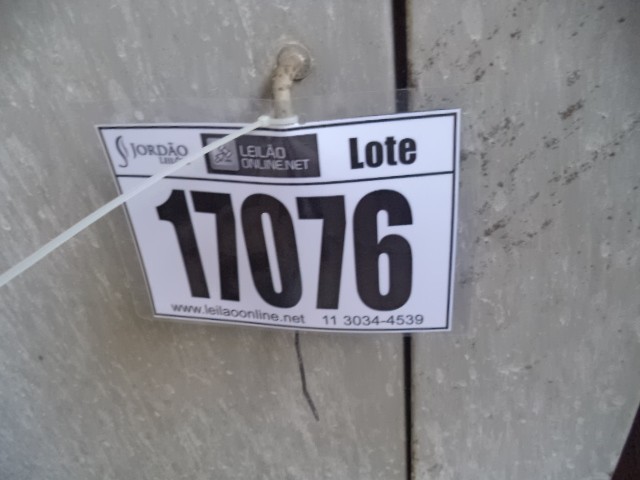 JORDÃO
LEILÃO
ONLINE.NET
Lote
17076
www.leilaoonline.net 11 3034-4539